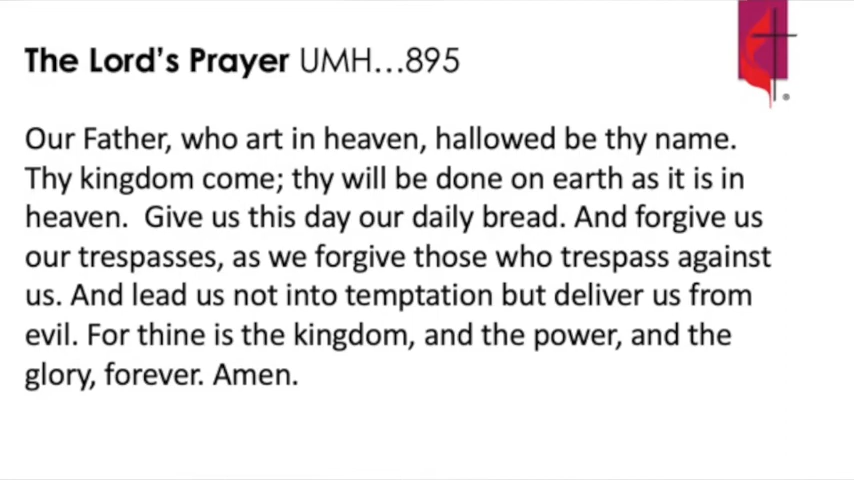 The Lord's Prayer UMH...895
®
Our Father, who art in heaven, hallowed be thy name.
Thy kingdom come; thy will be done on earth as it is in
heaven.  Give us this day our daily bread. And forgive us
our trespasses, as we forgive those who trespass against
us. And lead us not into temptation but deliver us from
evil. For thine is the kingdom, and the power, and the
glory, forever. Amen.